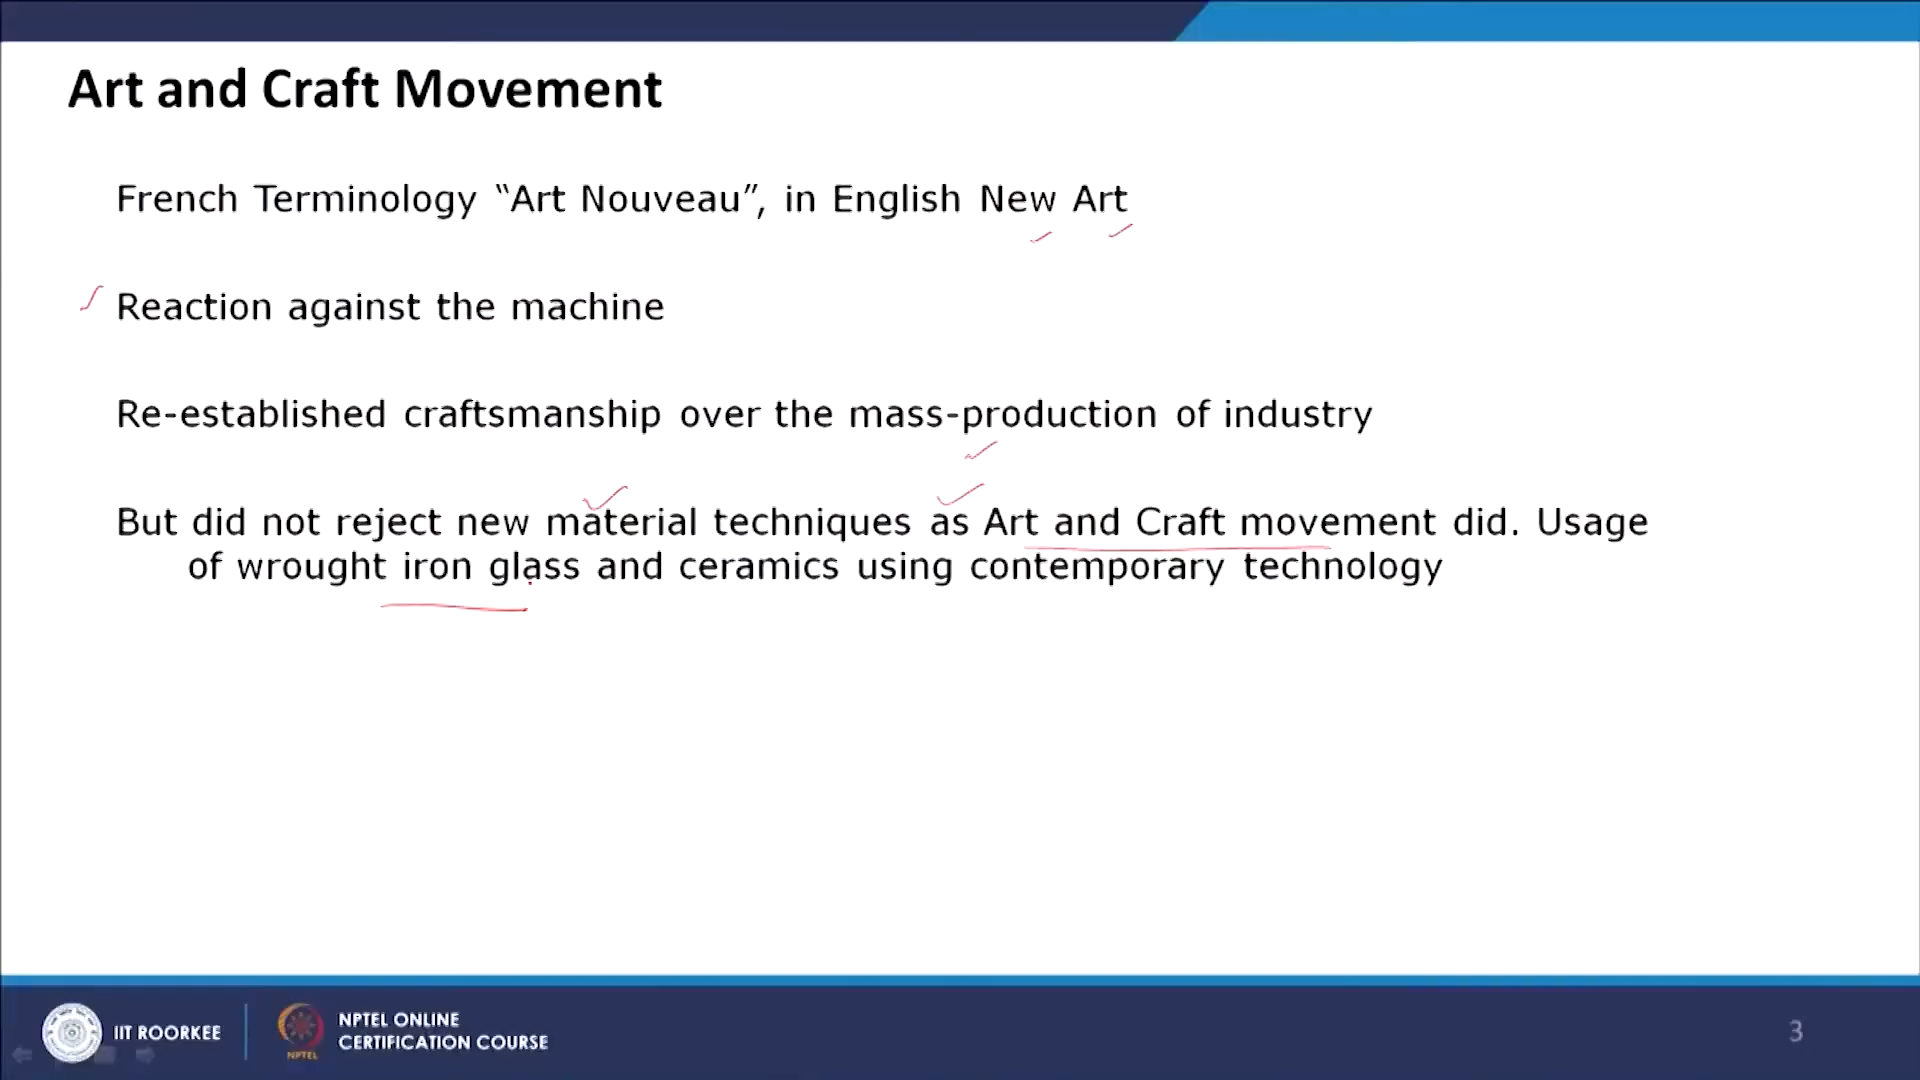 Art and Craft Movement
French Terminology “Art Nouveau”, in English New Art
Reaction against the machine
Re-established craftsmanship over the mass-production of industry
But did not reject new material techniques as Art and Craft movement did. Usage
of wrought iron glass and ceramics using contemporary technology
IIT ROORKEE
NPTEL
NPTEL ONLINE
CERTIFICATION COURSE
3